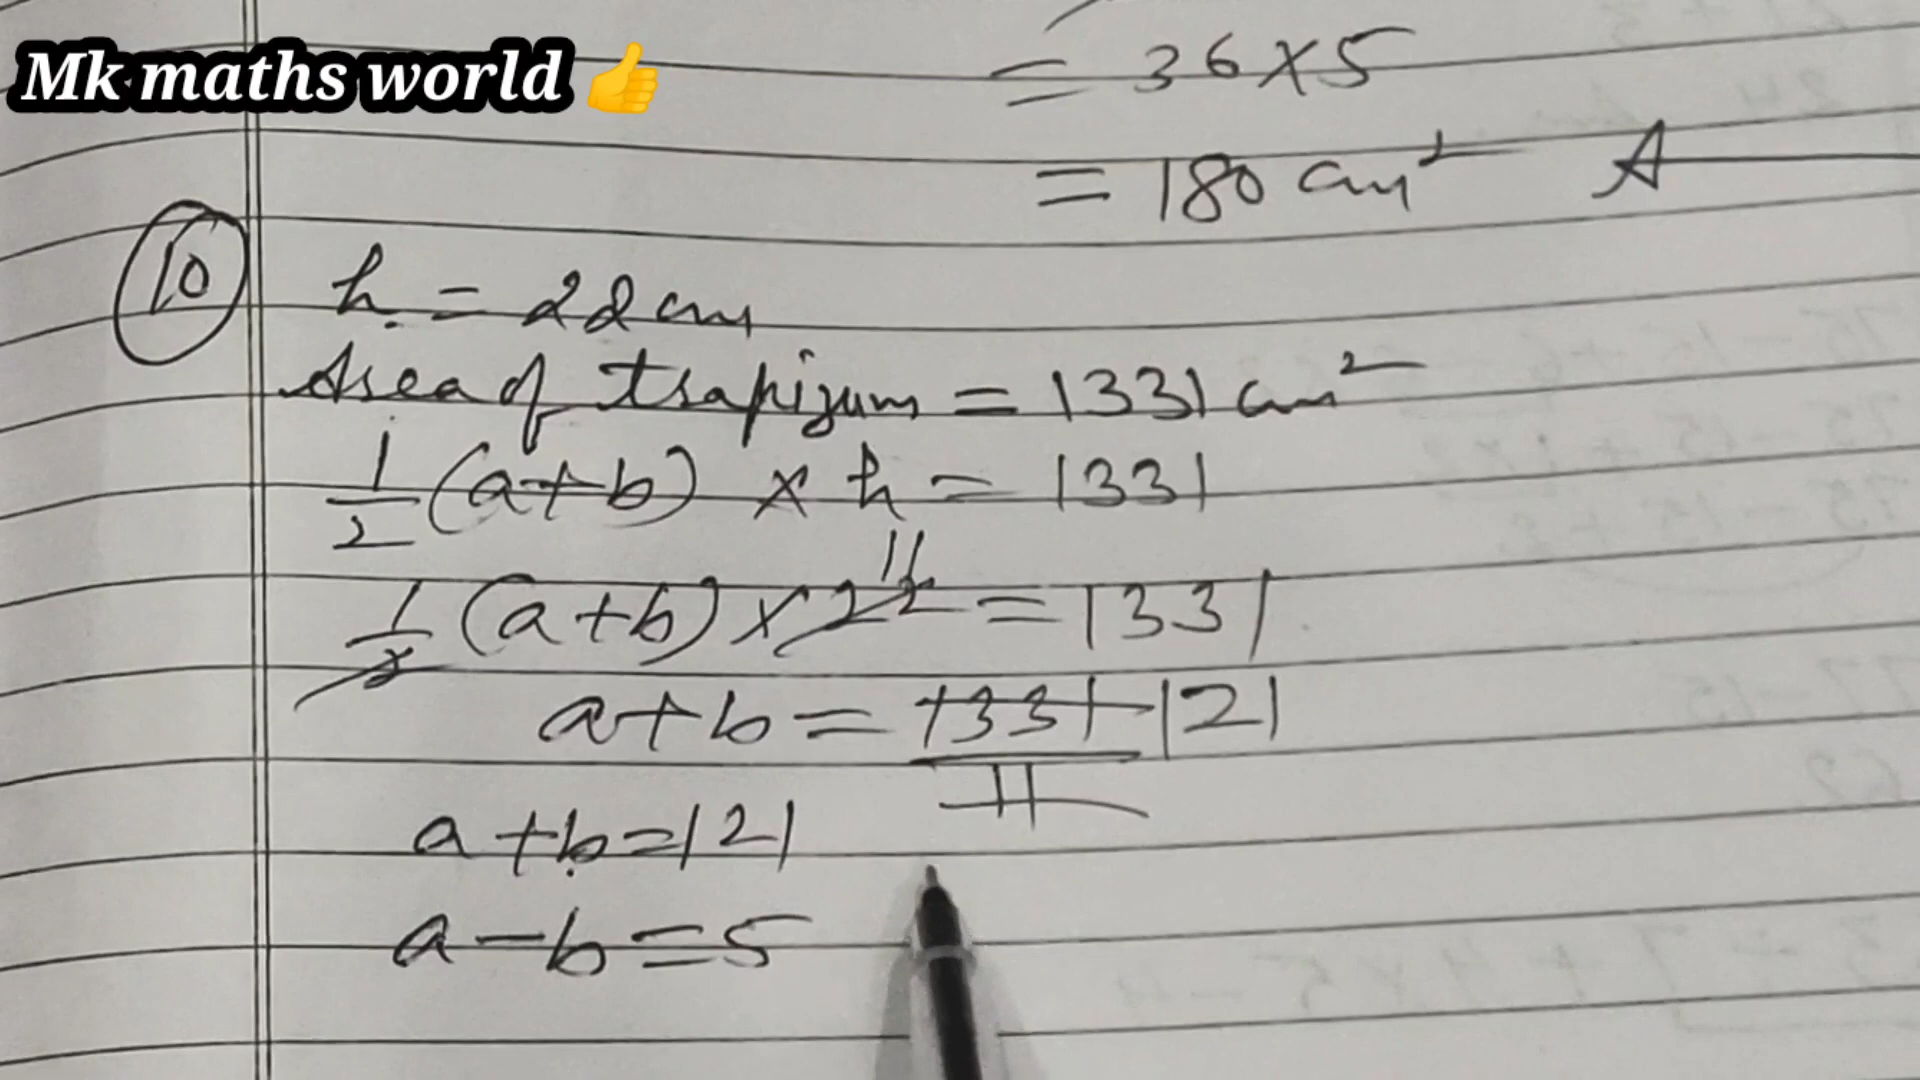 Mk maths world 👍
= 36 × 5
= 180 cm² A
10 h = 22 cm
Area of trapizum = 1331 cm²
1/2 (a+b) × h = 1331
1/2 (a+b) × 22 11 = 1331
a+b = 1331/11 121
a+b=121
a-b=5